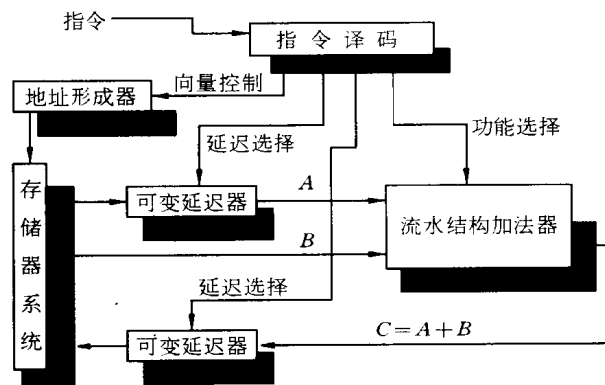 指令
指令译码
向量控制
地址形成器
延迟选择
功能选择
存储器系统
可变延迟器
A
流水结构加法器
B
延迟选择
C=A+B
可变延迟器